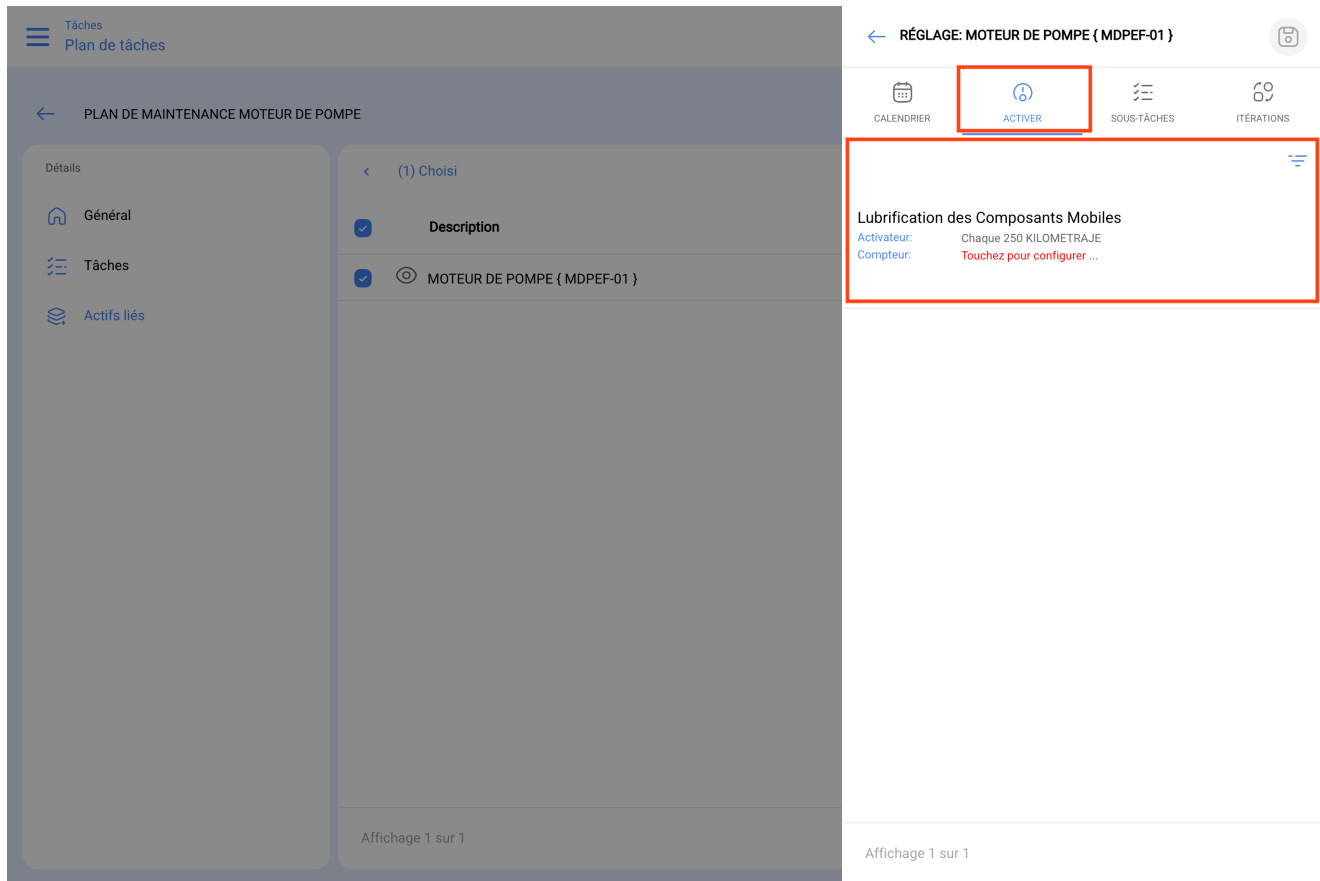 Tâches
Plan de tâches
PLAN DE MAINTENANCE MOTEUR DE POMPE
Détails
Général
Tâches
Actifs liés
(1) Choisi
Description
MOTEUR DE POMPE { MDPEF-01 }
Affichage 1 sur 1
RÉGLAGE: MOTEUR DE POMPE { MDPEF-01 }
CALENDRIER
ACTIVER
SOUS-TÂCHES
ITÉRATIONS
Lubrification des Composants Mobiles
Activateur: Chaque 250 KILOMETRAJE
Compteur: Touchez pour configurer ...
Affichage 1 sur 1